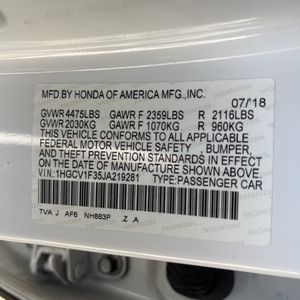 MFD BY HONDA OF AMERICA MFG., INC. 07/18
GVWR 4475LBS GAWR F 2359LBS R 2116LBS
GVWR 2030KG GAWR F 1070KG R 960KG
THIS VEHICLE CONFORMS TO ALL APPLICABLE
FEDERAL MOTOR VEHICLE SAFETY, BUMPER,
AND THEFT PREVENTION STANDARDS IN EFFECT
ON THE DATE OF MANUFACTURE SHOWN ABOVE.
VIN:1HGCV1F35JA219281 TYPE:PASSENGER CAR
TVA J AF6 NH883P Z .A